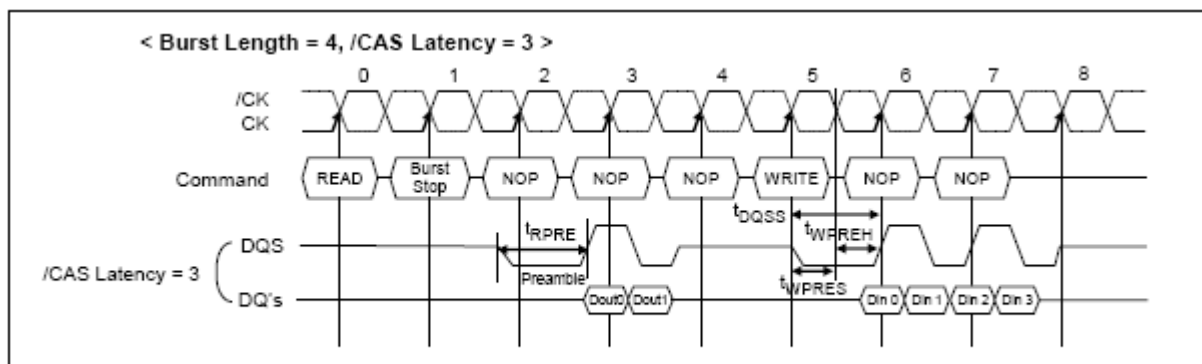 < Burst Length = 4, /CAS Latency = 3 >
0 1 2 3 4 5 6 7 8
/CK
CK
Command READ Burst Stop NOP NOP NOP WRITE NOP NOP
tDQSS
tRPRE tWPREH
DQS
/CAS Latency = 3
Preamble tWPRES
DQ's Dout0 Dout1 Din 0 Din 1 Din 2 Din 3